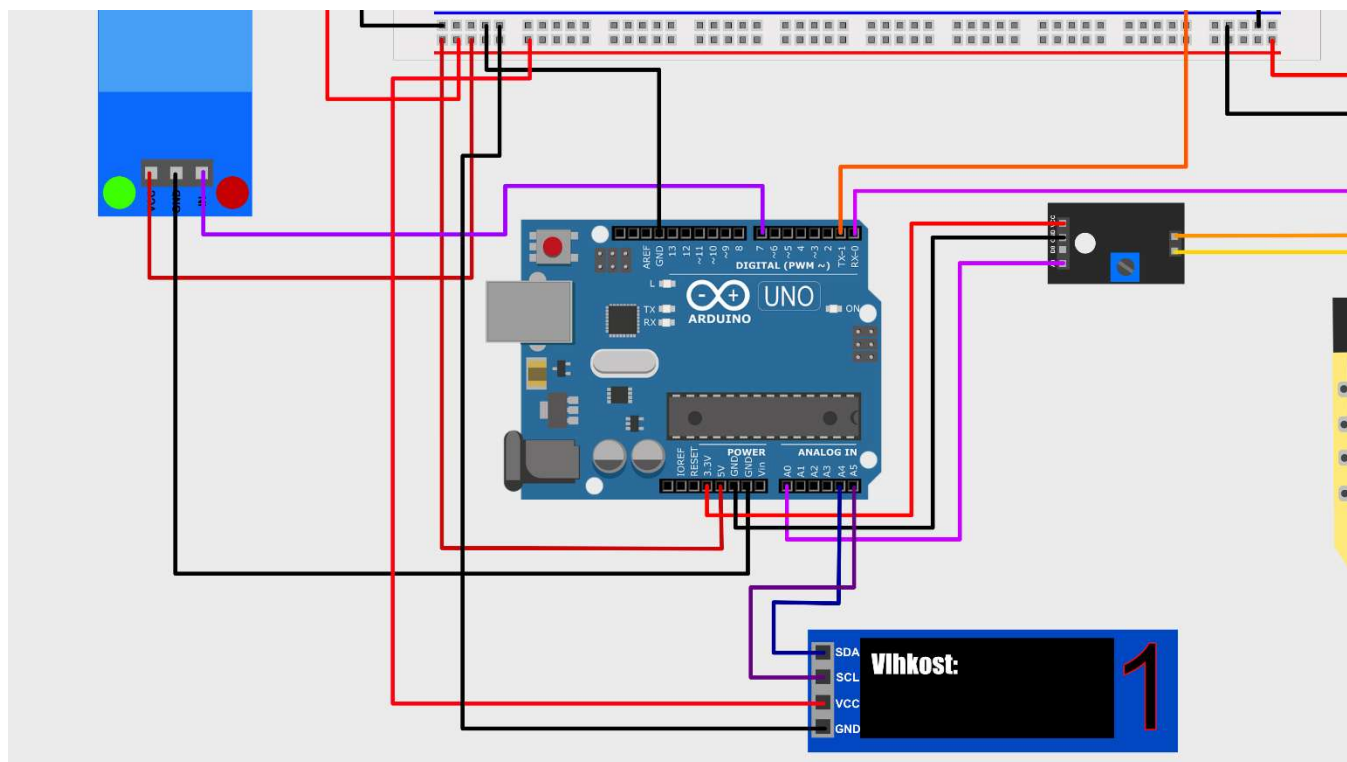 VCC
GND
IN
AREF
GND
13
12
~11
~10
~9
8
7
~6
~5
4
~3
2
TX-1
RX-0
DIGITAL (PWM ~)
L
TX
RX
ARDUINO
UNO
ON
POWER
ANALOG IN
IOREF
RESET
3.3V
5V
GND
GND
Vin
A0
A1
A2
A3
A4
A5
VCC
GND
SDA
SCL
VCC
GND
Vlhkost:
1